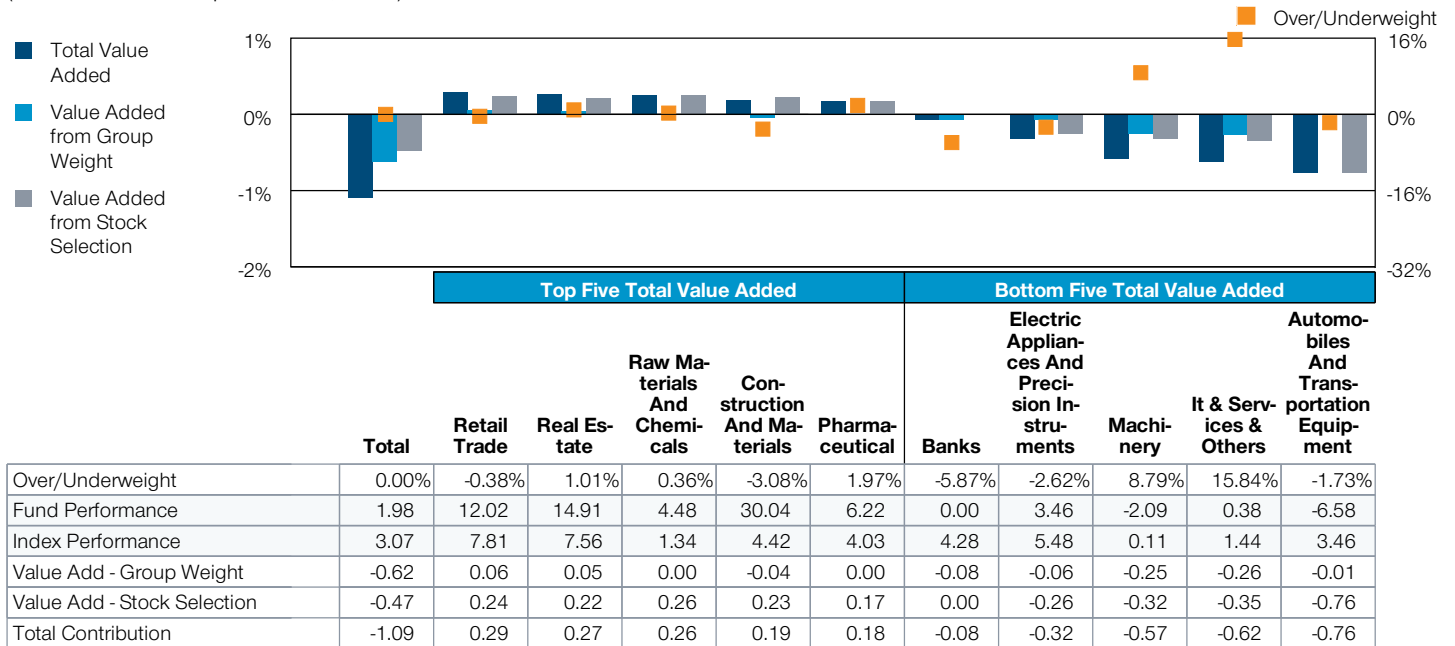 Over/Underweight
Total Value
Added
Value Added
from Group
Weight
Value Added
from Stock
Selection
1%
0%
-1%
-2%
16%
0%
-16%
-32%
Top Five Total Value Added
Bottom Five Total Value Added
Total
Retail
Trade
Real Es-
tate
Raw Ma-
terials
And
Chemi-
cals
Con-
struction
And Ma-
terials
Pharma-
ceutical
Banks
Electric
Applian-
ces And
Preci-
sion In-
stru-
ments
Machi-
nery
It & Serv-
ices &
Others
Automo-
biles
And
Trans-
portation
Equip-
ment
Over/Underweight 0.00% -0.38% 1.01% 0.36% -3.08% 1.97% -5.87% -2.62% 8.79% 15.84% -1.73%
Fund Performance 1.98 12.02 14.91 4.48 30.04 6.22 0.00 3.46 -2.09 0.38 -6.58
Index Performance 3.07 7.81 7.56 1.34 4.42 4.03 4.28 5.48 0.11 1.44 3.46
Value Add - Group Weight -0.62 0.06 0.05 0.00 -0.04 0.00 -0.08 -0.06 -0.25 -0.26 -0.01
Value Add - Stock Selection -0.47 0.24 0.22 0.26 0.23 0.17 0.00 -0.26 -0.32 -0.35 -0.76
Total Contribution -1.09 0.29 0.27 0.26 0.19 0.18 -0.08 -0.32 -0.57 -0.62 -0.76